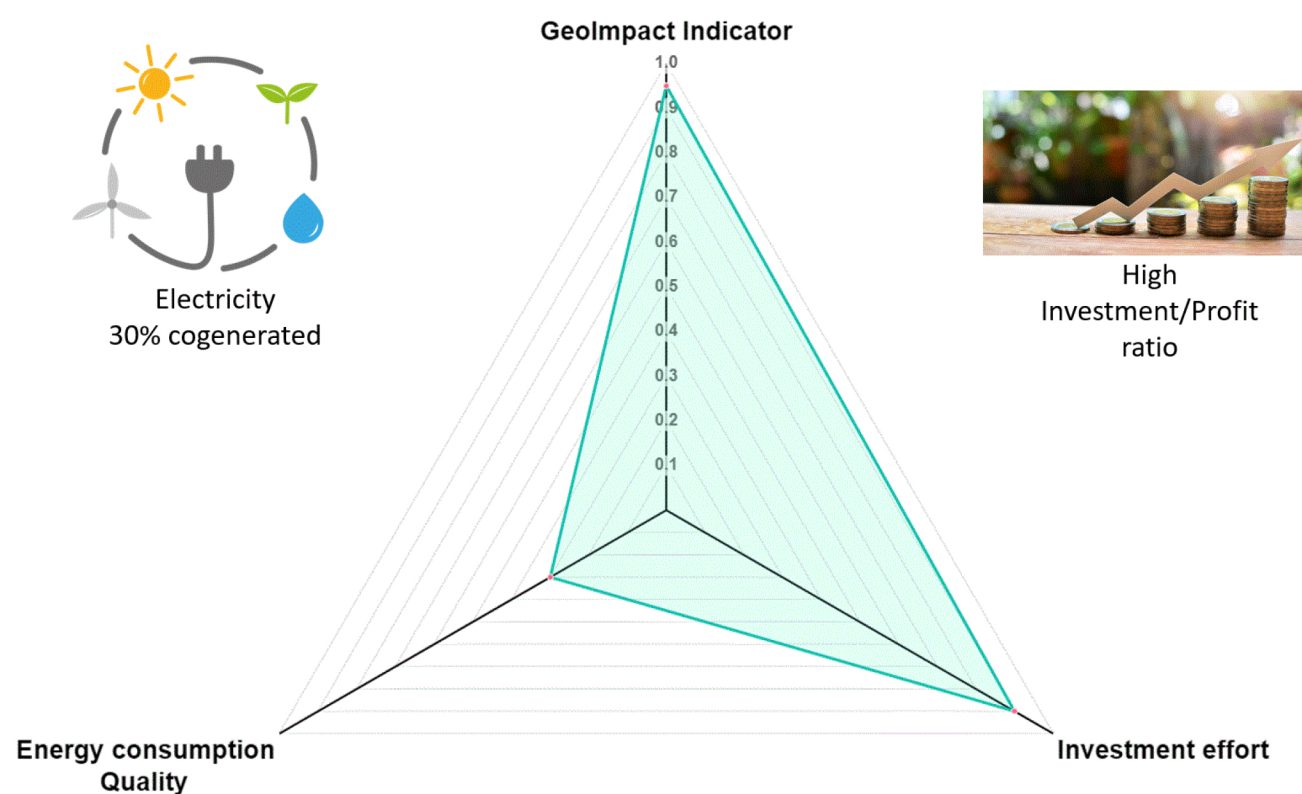 GeoImpact Indicator
1.0
0.9
0.8
0.7
0.6
0.5
0.4
0.3
0.2
0.1
Electricity
30% cogenerated
High
Investment/Profit
ratio
Energy consumption
Quality
Investment effort